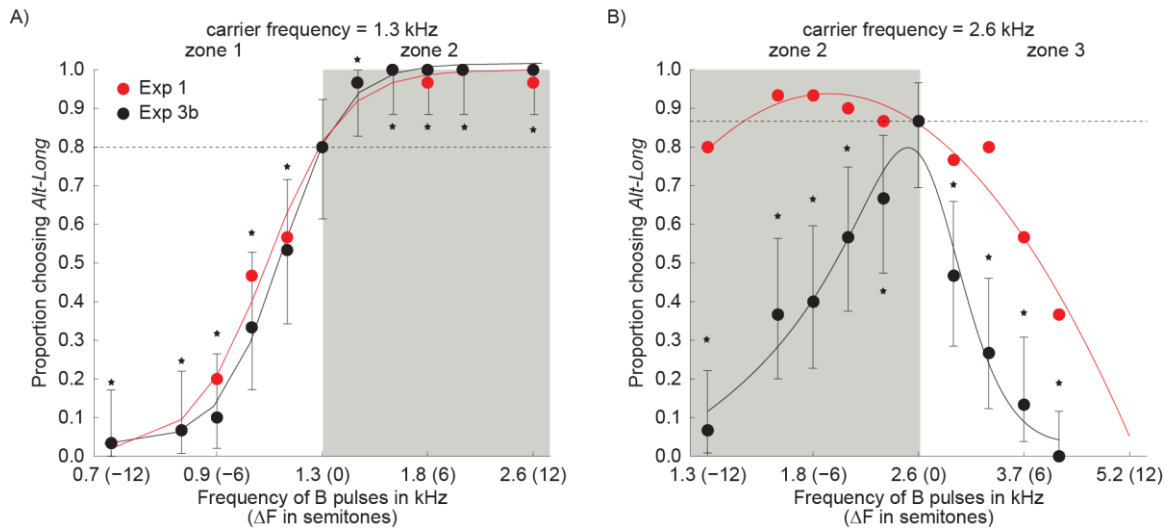 A)
carrier frequency = 1.3 kHz
zone 1 zone 2
Exp 1
Exp 3b
Proportion choosing Alt-Long
1.0
0.9
0.8
0.7
0.6
0.5
0.4
0.3
0.2
0.1
0.0
0.7 (−12) 0.9 (−6) 1.3 (0) 1.8 (6) 2.6 (12)
Frequency of B pulses in kHz
(ΔF in semitones)
B)
carrier frequency = 2.6 kHz
zone 2 zone 3
Proportion choosing Alt-Long
1.0
0.9
0.8
0.7
0.6
0.5
0.4
0.3
0.2
0.1
0.0
1.3 (−12) 1.8 (−6) 2.6 (0) 3.7 (6) 5.2 (12)
Frequency of B pulses in kHz
(ΔF in semitones)